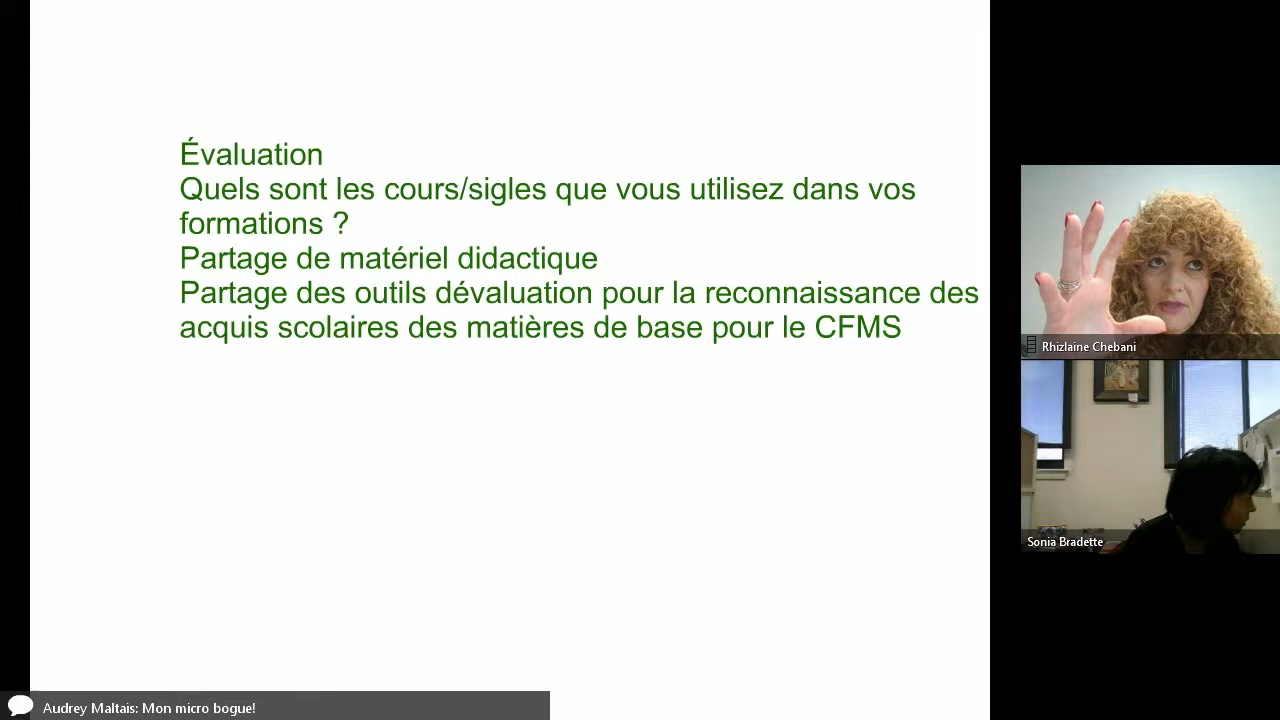 Évaluation
Quels sont les cours/sigles que vous utilisez dans vos
formations ?
Partage de matériel didactique
Partage des outils dévaluation pour la reconnaissance des
acquis scolaires des matières de base pour le CFMS
Rhizlaine Chebani
Sonia Bradette
Audrey Maltais: Mon micro bogue!